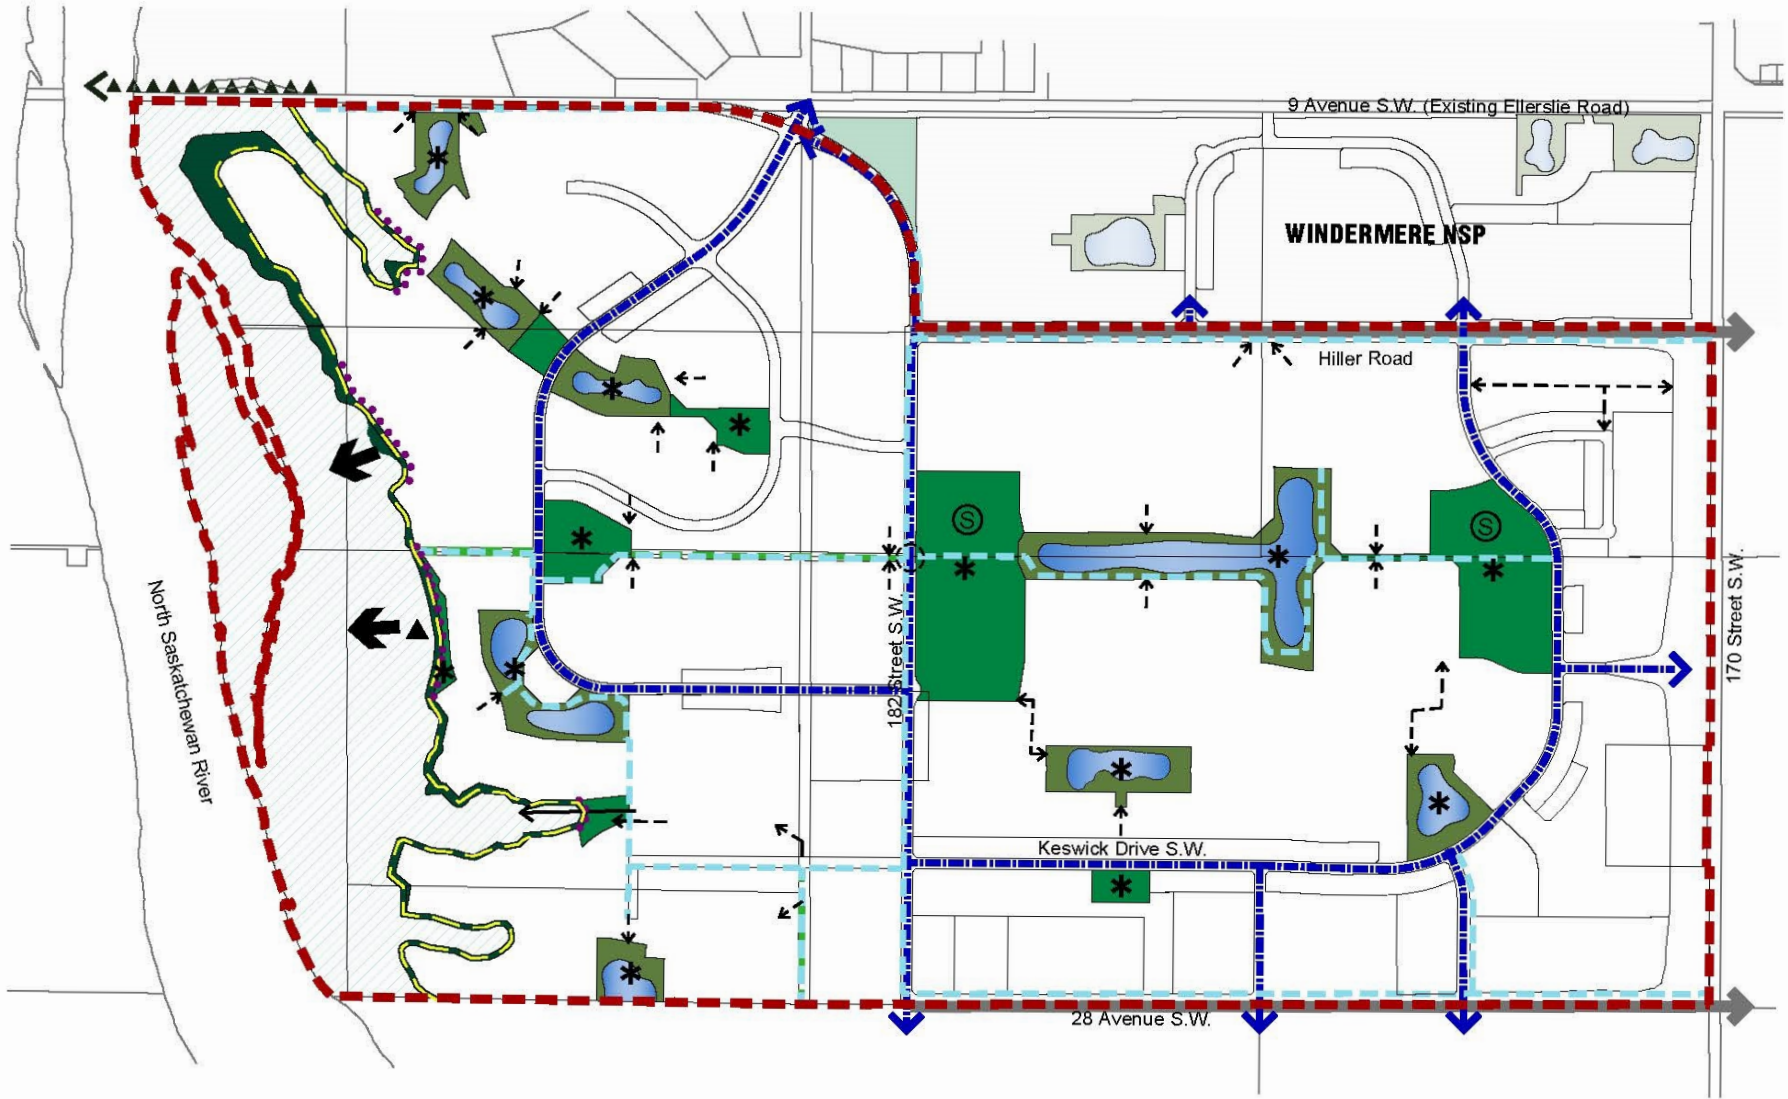 9 Avenue S.W. (Existing Ellerslie Road)
WINDERMERE NSP
Hiller Road
S
S
182 Street S.W.
170 Street S.W.
North Saskatchewan River
Keswick Drive S.W.
28 Avenue S.W.